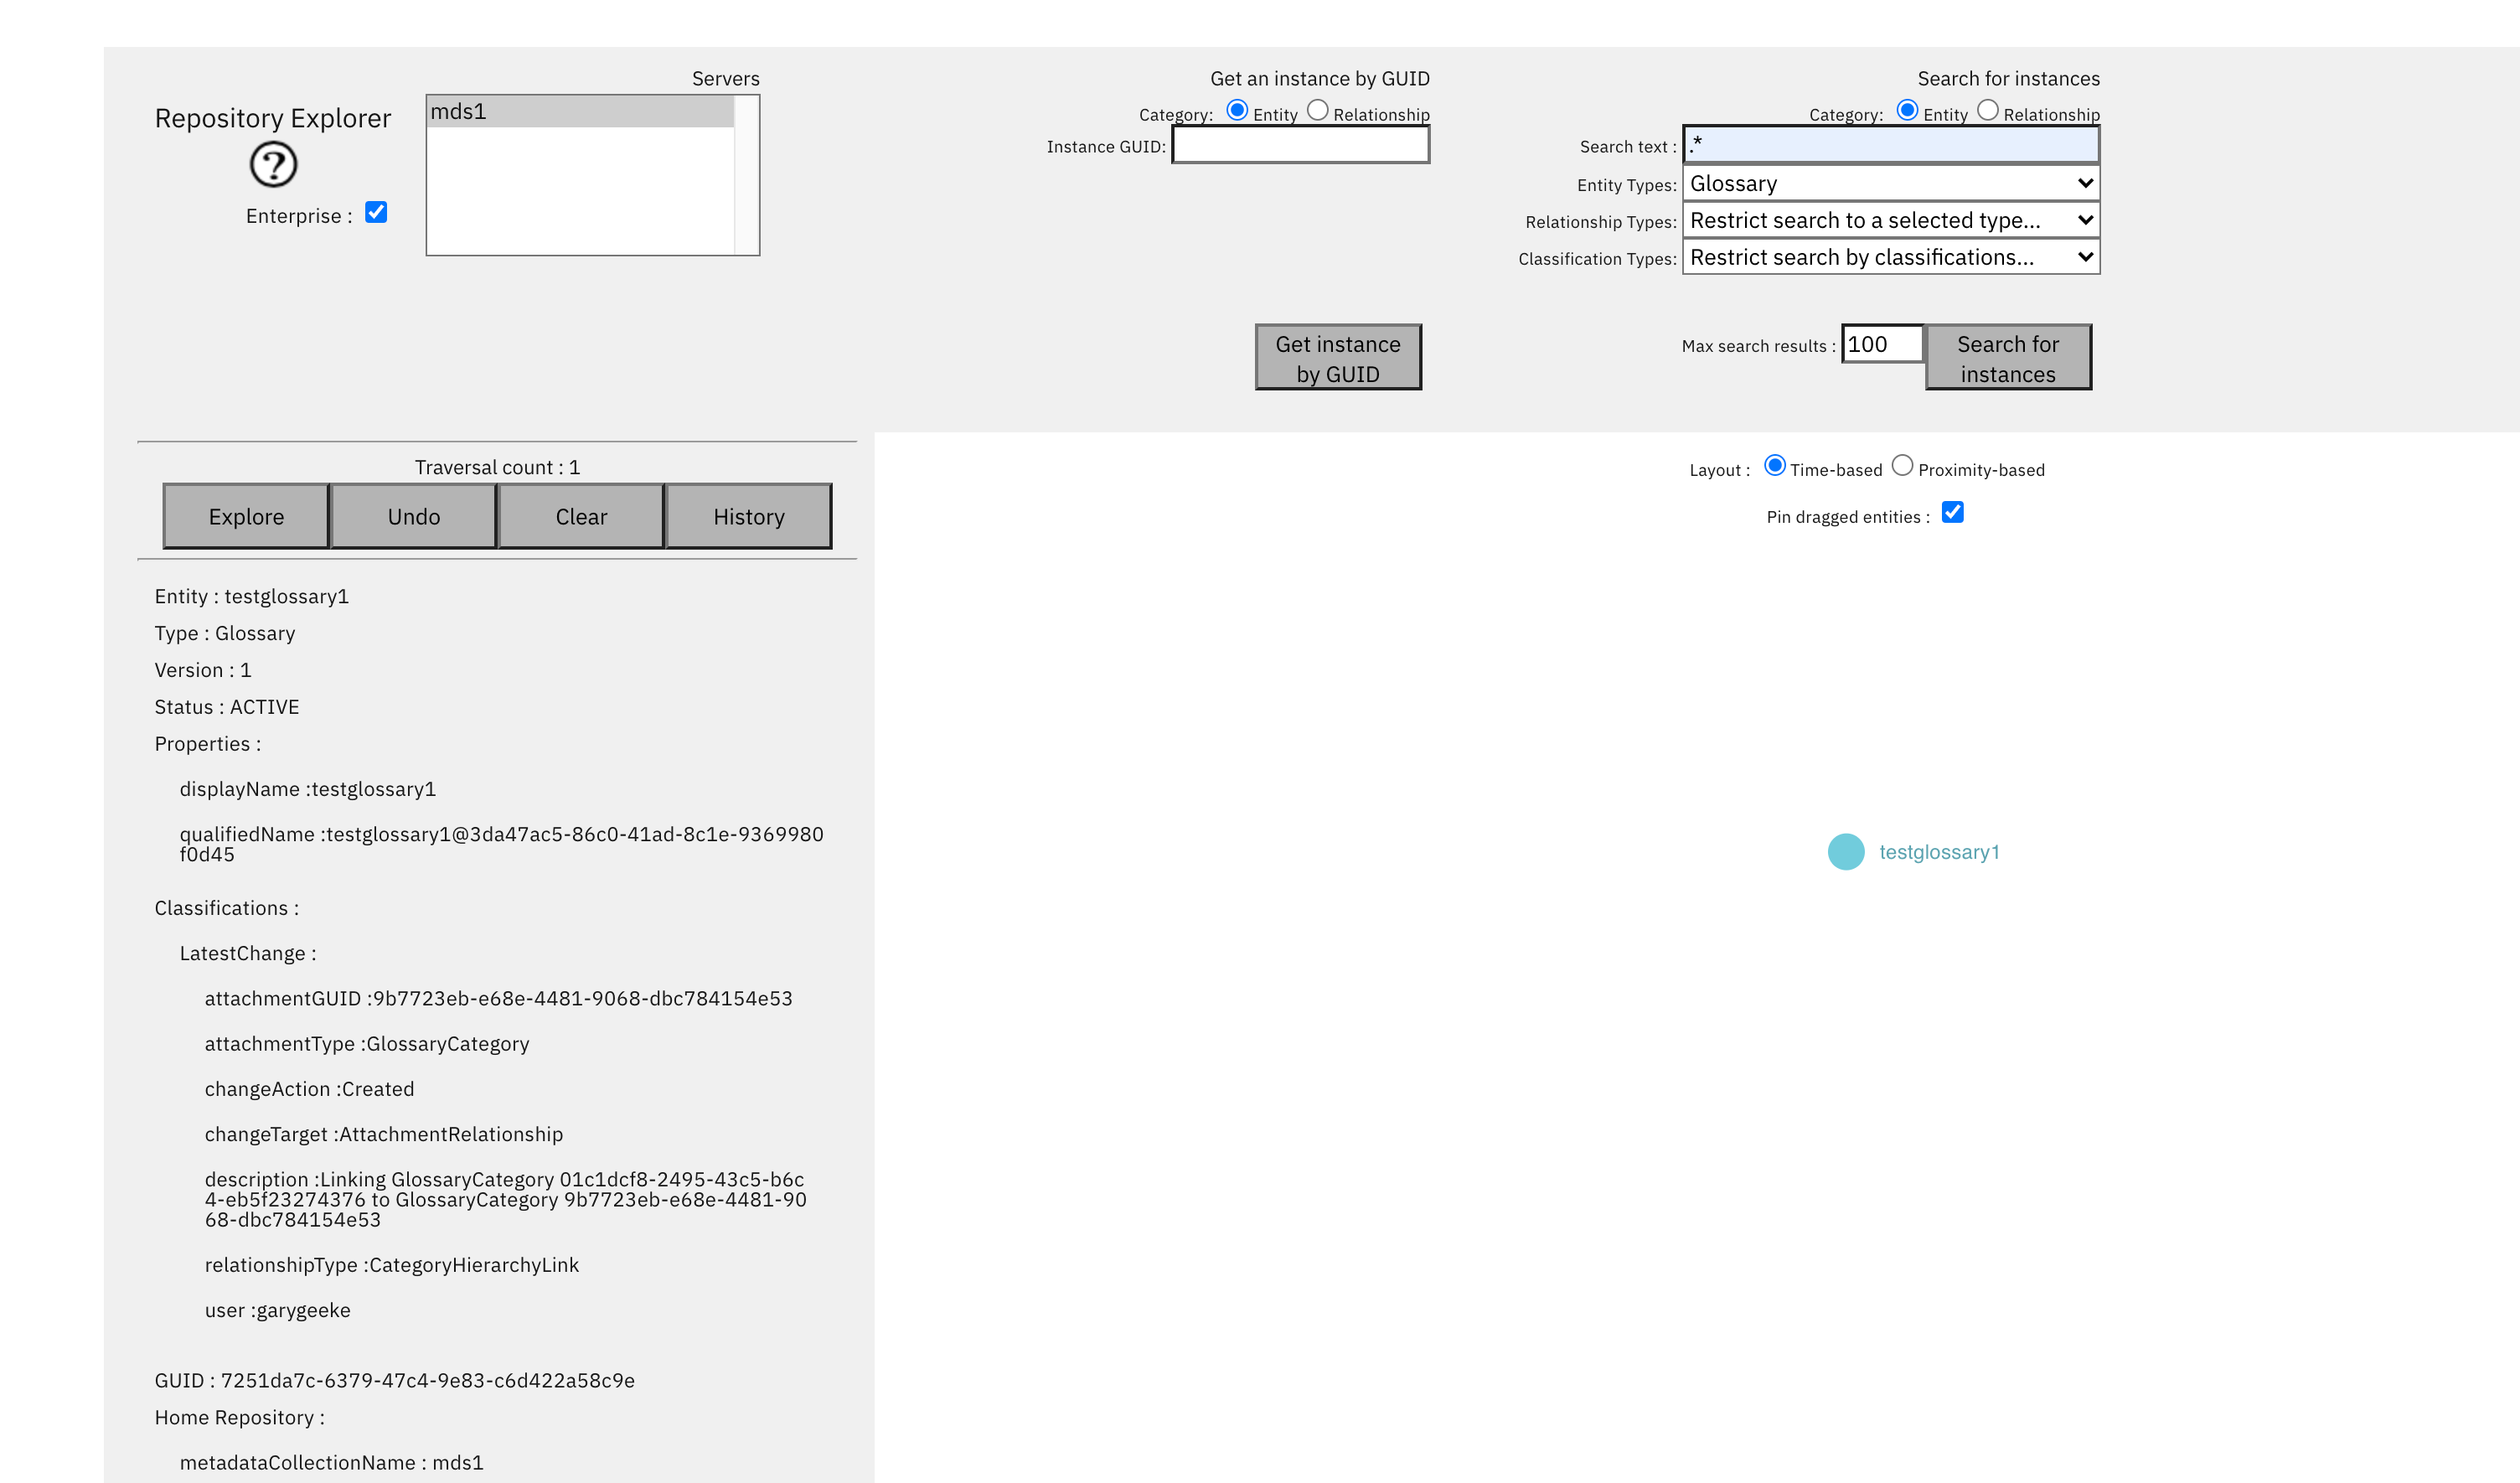 Repository Explorer
?
Enterprise :
Servers
mds1
Get an instance by GUID
Category: Entity Relationship
Instance GUID:
Get instance
by GUID
Search for instances
Category: Entity Relationship
Search text : .*
Entity Types: Glossary
Relationship Types: Restrict search to a selected type...
Classification Types: Restrict search by classifications...
Max search results : 100
Search for
instances
Traversal count : 1
Explore Undo Clear History
Layout : Time-based Proximity-based
Pin dragged entities :
Entity : testglossary1
Type : Glossary
Version : 1
Status : ACTIVE
Properties :
displayName :testglossary1
qualifiedName :testglossary1@3da47ac5-86c0-41ad-8c1e-9369980
f0d45
Classifications :
LatestChange :
attachmentGUID :9b7723eb-e68e-4481-9068-dbc784154e53
attachmentType :GlossaryCategory
changeAction :Created
changeTarget :AttachmentRelationship
description :Linking GlossaryCategory 01c1dcf8-2495-43c5-b6c
4-eb5f23274376 to GlossaryCategory 9b7723eb-e68e-4481-90
68-dbc784154e53
relationshipType :CategoryHierarchyLink
user :garygeeke
GUID : 7251da7c-6379-47c4-9e83-c6d422a58c9e
Home Repository :
metadataCollectionName : mds1
testglossary1